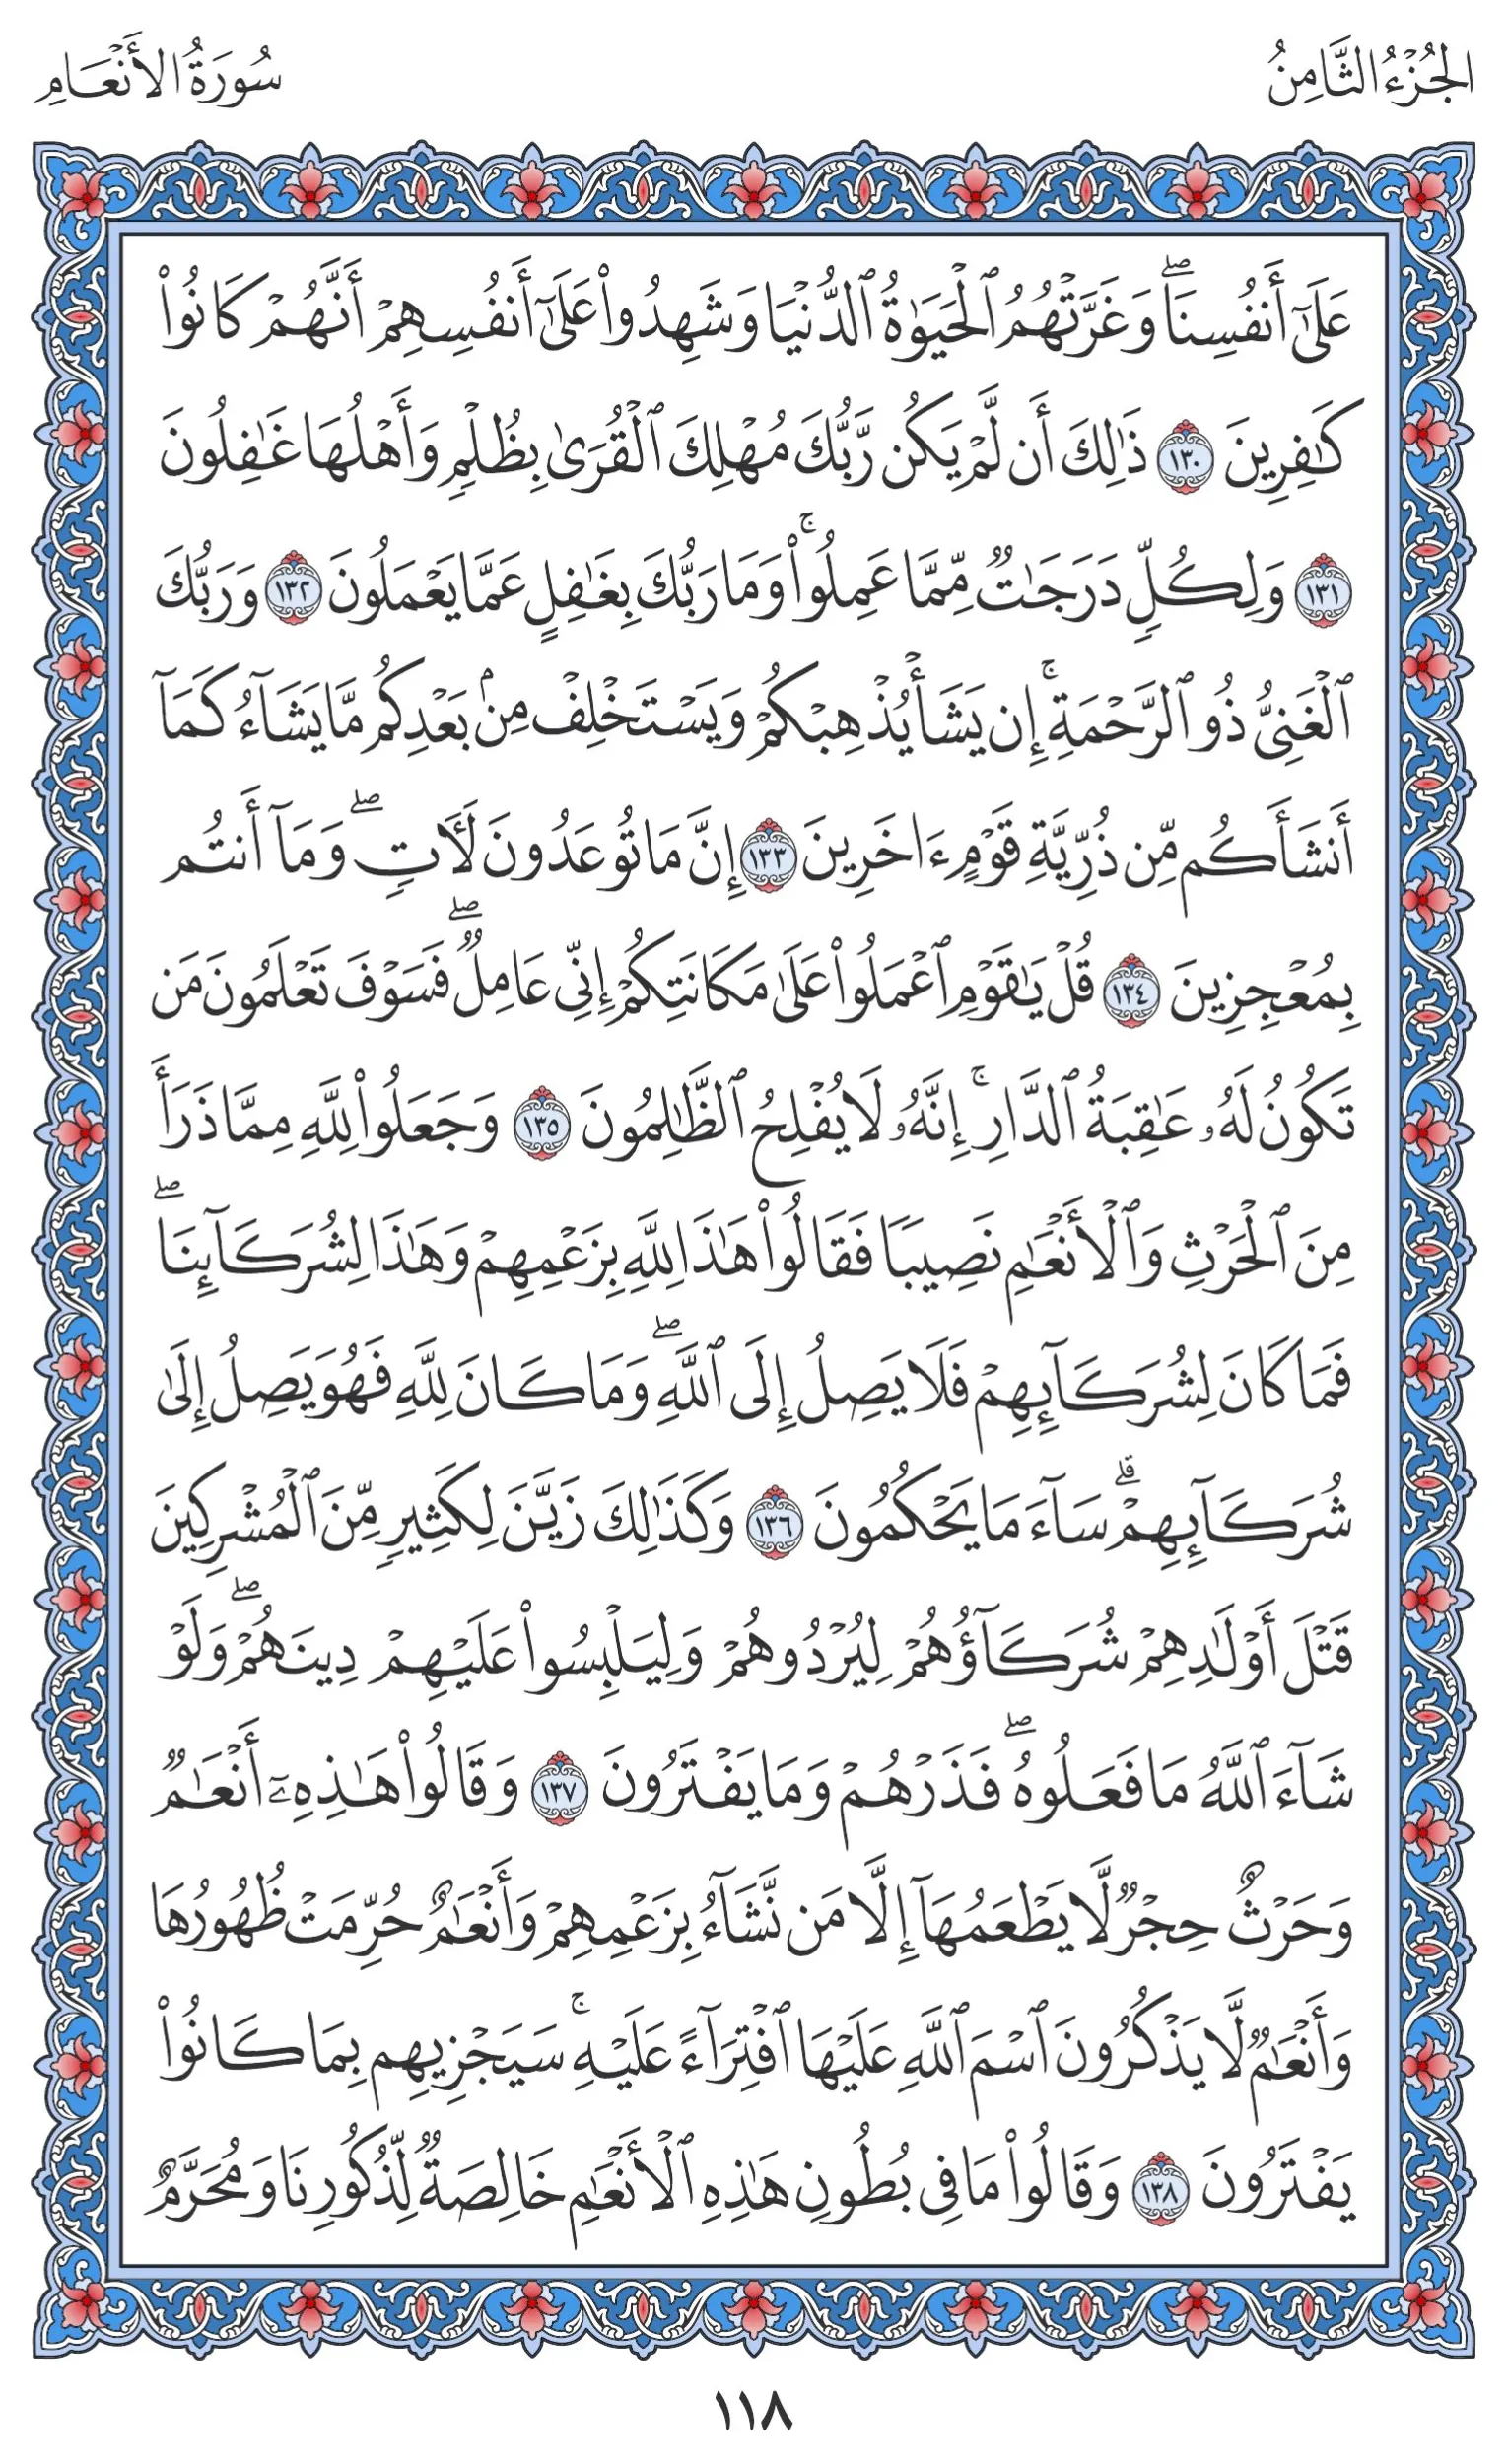 الجُزْءُ الثَّامِنُ
سُورَةُ الأَنْعَامِ
عَلَىٰٓ أَنفُسِنَاۖ وَغَرَّتْهُمُ ٱلْحَيَوٰةُ ٱلدُّنْيَا وَشَهِدُوا۟ عَلَىٰٓ أَنفُسِهِمْ أَنَّهُمْ كَانُوا۟
كَـٰفِرِينَ ١٣٠ ذَٰلِكَ أَن لَّمْ يَكُن رَّبُّكَ مُهْلِكَ ٱلْقُرَىٰ بِظُلْمٍ وَأَهْلُهَا غَـٰفِلُونَ
١٣١ وَلِكُلٍّ دَرَجَـٰتٌ مِّمَّا عَمِلُوا۟ۚ وَمَا رَبُّكَ بِغَـٰفِلٍ عَمَّا يَعْمَلُونَ ١٣٢ وَرَبُّكَ
ٱلْغَنِىُّ ذُو ٱلرَّحْمَةِۚ إِن يَشَأْ يُذْهِبْكُمْ وَيَسْتَخْلِفْ مِنۢ بَعْدِكُم مَّا يَشَآءُ كَمَآ
أَنشَأَكُم مِّن ذُرِّيَّةِ قَوْمٍ ءَاخَرِينَ ١٣٣ إِنَّ مَا تُوعَدُونَ لَـَٔاتٍۖ وَمَآ أَنتُم
بِمُعْجِزِينَ ١٣٤ قُلْ يَـٰقَوْمِ ٱعْمَلُوا۟ عَلَىٰ مَكَانَتِكُمْ إِنِّى عَامِلٌۖ فَسَوْفَ تَعْلَمُونَ مَن
تَكُونُ لَهُۥ عَـٰقِبَةُ ٱلدَّارِۚ إِنَّهُۥ لَا يُفْلِحُ ٱلظَّـٰلِمُونَ ١٣٥ وَجَعَلُوا۟ لِلَّهِ مِمَّا ذَرَأَ
مِنَ ٱلْحَرْثِ وَٱلْأَنْعَـٰمِ نَصِيبًا فَقَالُوا۟ هَـٰذَا لِلَّهِ بِزَعْمِهِمْ وَهَـٰذَا لِشُرَكَآئِنَاۖ
فَمَا كَانَ لِشُرَكَآئِهِمْ فَلَا يَصِلُ إِلَى ٱللَّهِۖ وَمَا كَانَ لِلَّهِ فَهُوَ يَصِلُ إِلَىٰ
شُرَكَآئِهِمْۗ سَآءَ مَا يَحْكُمُونَ ١٣٦ وَكَذَٰلِكَ زَيَّنَ لِكَثِيرٍ مِّنَ ٱلْمُشْرِكِينَ
قَتْلَ أَوْلَـٰدِهِمْ شُرَكَآؤُهُمْ لِيُرْدُوهُمْ وَلِيَلْبِسُوا۟ عَلَيْهِمْ دِينَهُمْۖ وَلَوْ
شَآءَ ٱللَّهُ مَا فَعَلُوهُۖ فَذَرْهُمْ وَمَا يَفْتَرُونَ ١٣٧ وَقَالُوا۟ هَـٰذِهِۦٓ أَنْعَـٰمٌ
وَحَرْثٌ حِجْرٌ لَّا يَطْعَمُهَآ إِلَّا مَن نَّشَآءُ بِزَعْمِهِمْ وَأَنْعَـٰمٌ حُرِّمَتْ ظُهُورُهَا
وَأَنْعَـٰمٌ لَّا يَذْكُرُونَ ٱسْمَ ٱللَّهِ عَلَيْهَا ٱفْتِرَآءً عَلَيْهِۚ سَيَجْزِيهِم بِمَا كَانُوا۟
يَفْتَرُونَ ١٣٨ وَقَالُوا۟ مَا فِى بُطُونِ هَـٰذِهِ ٱلْأَنْعَـٰمِ خَالِصَةٌ لِّذُكُورِنَا وَمُحَرَّمٌ
١١٨